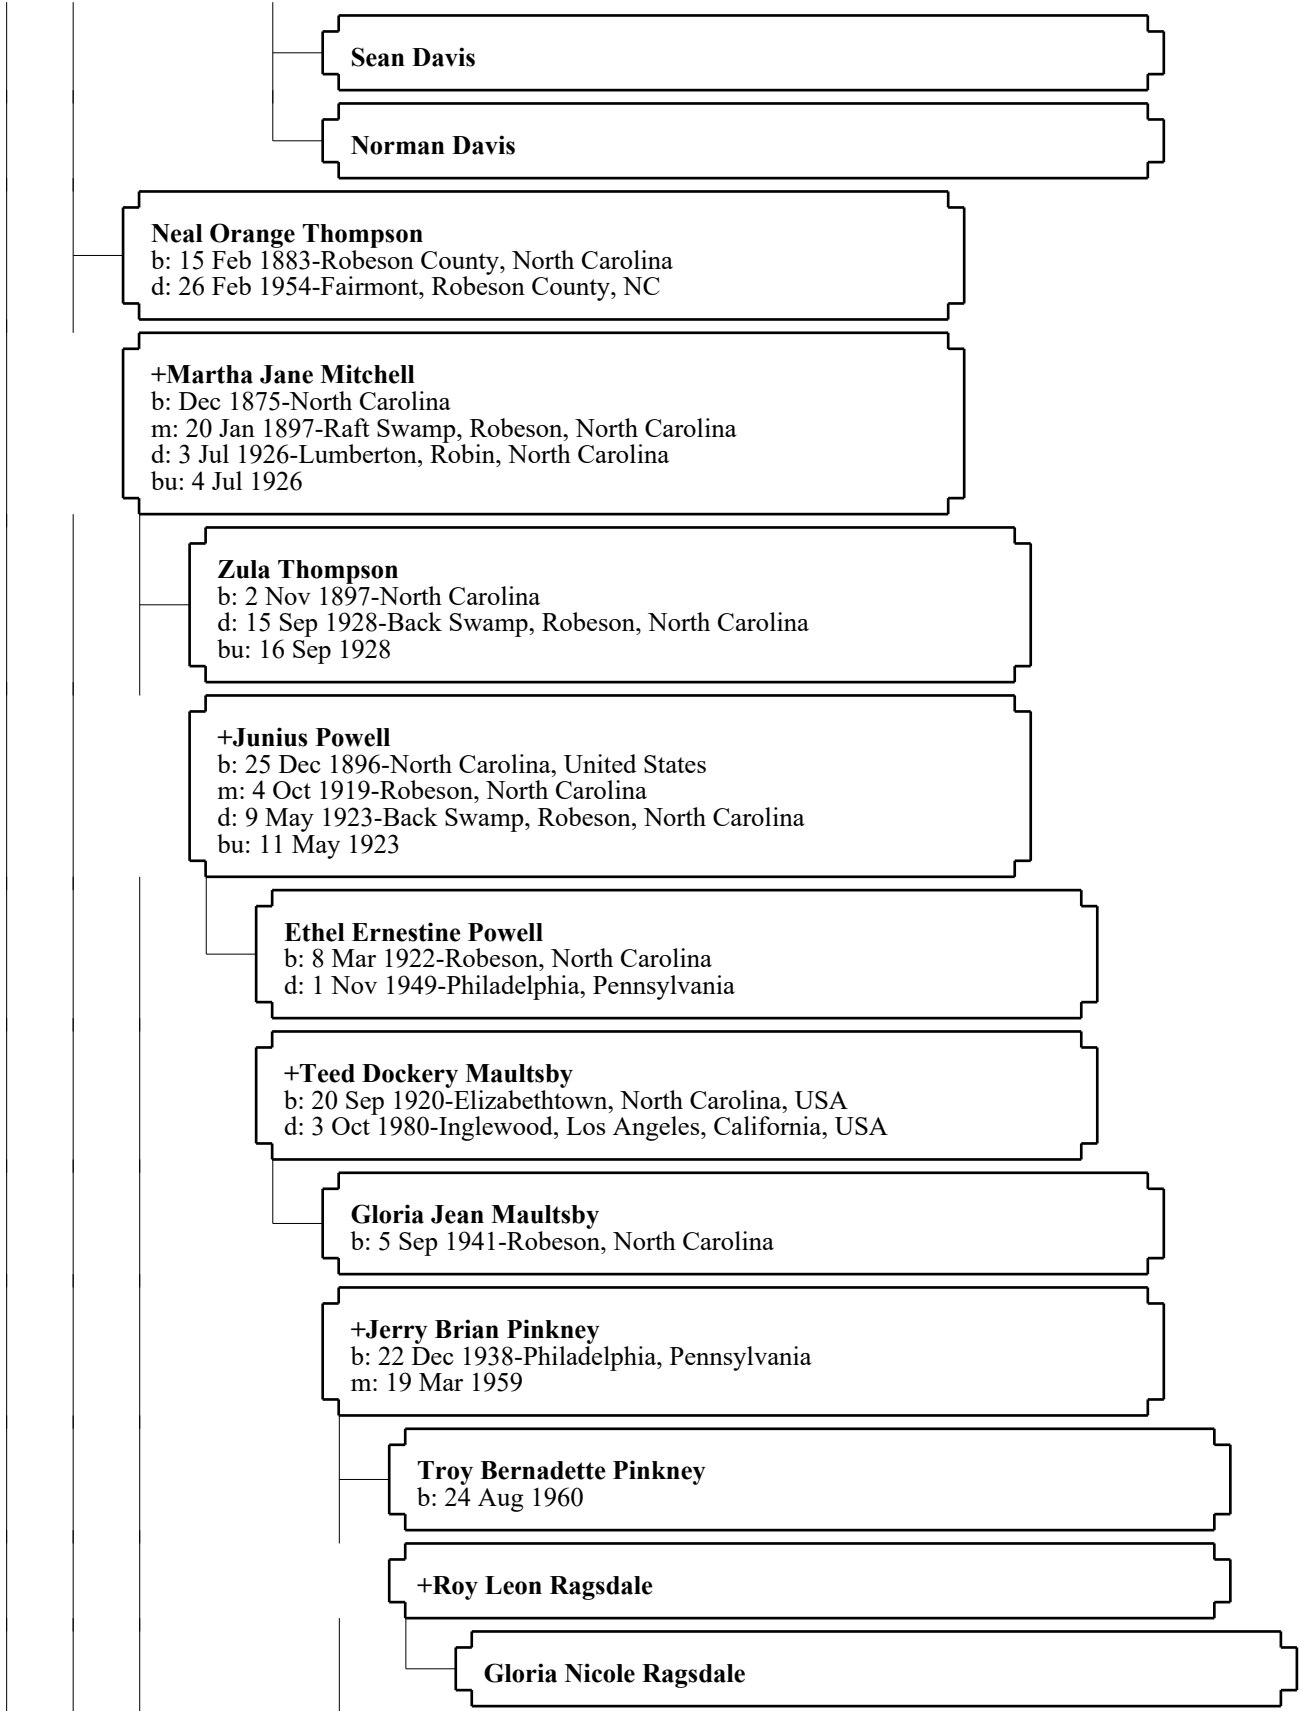 Sean Davis
Norman Davis
Neal Orange Thompson
b: 15 Feb 1883-Robeson County, North Carolina
d: 26 Feb 1954-Fairmont, Robeson County, NC
+Martha Jane Mitchell
b: Dec 1875-North Carolina
m: 20 Jan 1897-Raft Swamp, Robeson, North Carolina
d: 3 Jul 1926-Lumberton, Robin, North Carolina
bu: 4 Jul 1926
Zula Thompson
b: 2 Nov 1897-North Carolina
d: 15 Sep 1928-Back Swamp, Robeson, North Carolina
bu: 16 Sep 1928
+Junius Powell
b: 25 Dec 1896-North Carolina, United States
m: 4 Oct 1919-Robeson, North Carolina
d: 9 May 1923-Back Swamp, Robeson, North Carolina
bu: 11 May 1923
Ethel Ernestine Powell
b: 8 Mar 1922-Robeson, North Carolina
d: 1 Nov 1949-Philadelphia, Pennsylvania
+Teed Dockery Maultsby
b: 20 Sep 1920-Elizabethtown, North Carolina, USA
d: 3 Oct 1980-Inglewood, Los Angeles, California, USA
Gloria Jean Maultsby
b: 5 Sep 1941-Robeson, North Carolina
+Jerry Brian Pinkney
b: 22 Dec 1938-Philadelphia, Pennsylvania
m: 19 Mar 1959
Troy Bernadette Pinkney
b: 24 Aug 1960
+Roy Leon Ragsdale
Gloria Nicole Ragsdale